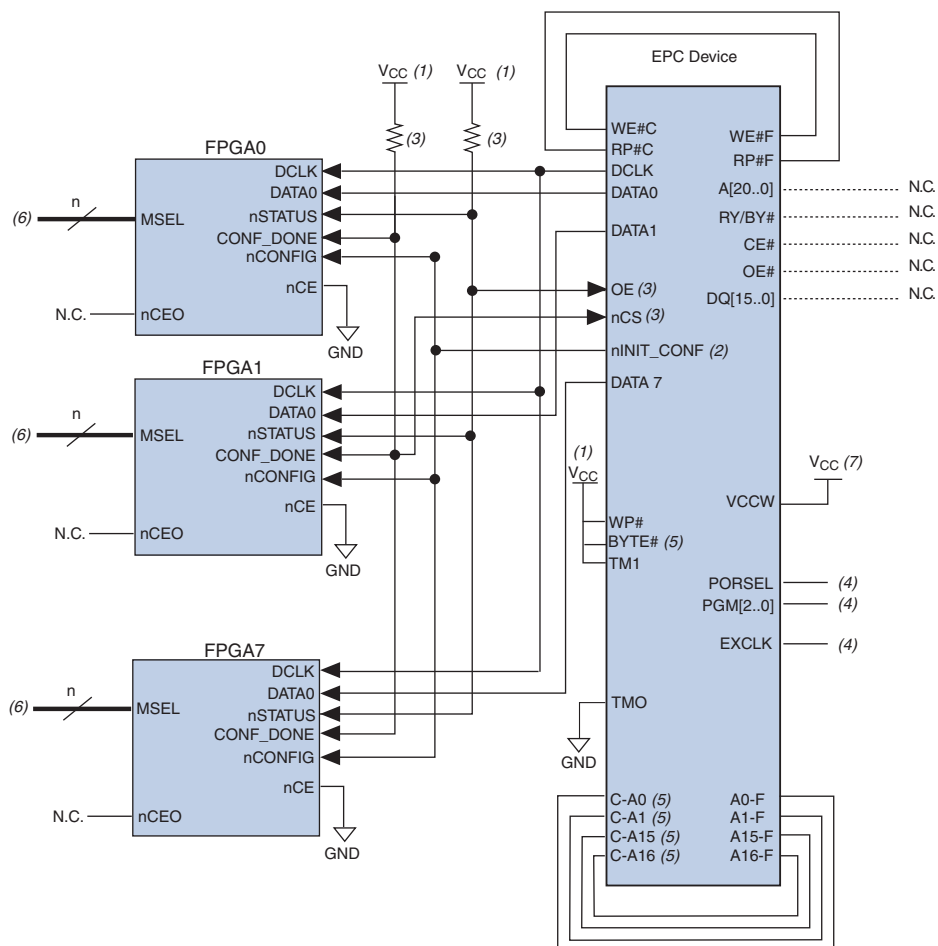 EPC Device
VCC (1)
VCC (1)
(3)
(3)
FPGA0
DCLK
DATA0
nSTATUS
CONF_DONE
nCONFIG
nCE
(6)
n
MSEL
N.C.
nCEO
GND
FPGA1
DCLK
DATA0
nSTATUS
CONF_DONE
nCONFIG
nCE
(6)
n
MSEL
N.C.
nCEO
GND
FPGA7
DCLK
DATA0
nSTATUS
CONF_DONE
nCONFIG
nCE
(6)
n
MSEL
N.C.
nCEO
GND
WE#C
RP#C
DCLK
DATA0
DATA1
OE (3)
nCS (3)
nINIT_CONF (2)
DATA 7
(1)
VCC
WP#
BYTE# (5)
TM1
TMO
GND
C-A0 (5)
C-A1 (5)
C-A15 (5)
C-A16 (5)
WE#F
RP#F
A[20..0]
N.C.
RY/BY#
N.C.
CE#
N.C.
OE#
N.C.
DQ[15..0]
N.C.
VCC (7)
VCCW
PORSEL
(4)
PGM[2..0]
(4)
EXCLK
(4)
A0-F
A1-F
A15-F
A16-F